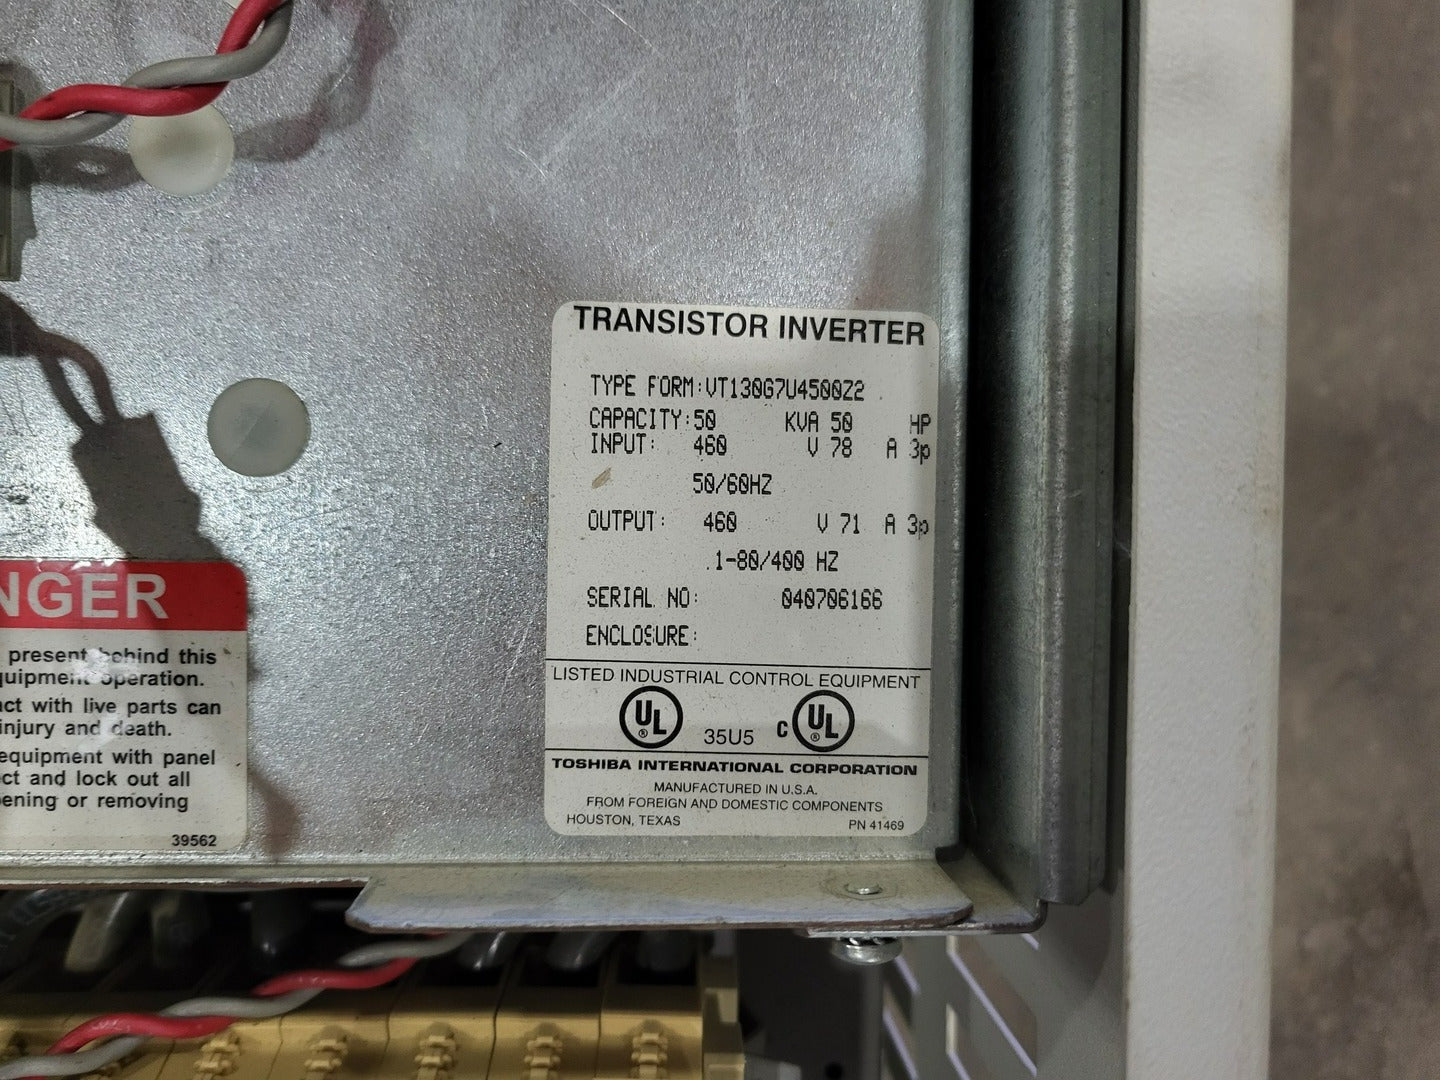 TRANSISTOR INVERTER
TYPE FORM:VT130G7U4500Z2
CAPACITY:50 KVA 50 HP
INPUT: 460 V 78 A 3p
50/60HZ
OUTPUT: 460 V 71 A 3p
.1-80/400 HZ
SERIAL NO: 040706166
ENCLOSURE:
LISTED INDUSTRIAL CONTROL EQUIPMENT
UL ® 35U5 c UL ®
TOSHIBA INTERNATIONAL CORPORATION
MANUFACTURED IN U.S.A.
FROM FOREIGN AND DOMESTIC COMPONENTS
HOUSTON, TEXAS PN 41469
NGER
present behind this
quipment operation.
act with live parts can
injury and death.
equipment with panel
ect and lock out all
ening or removing
39562